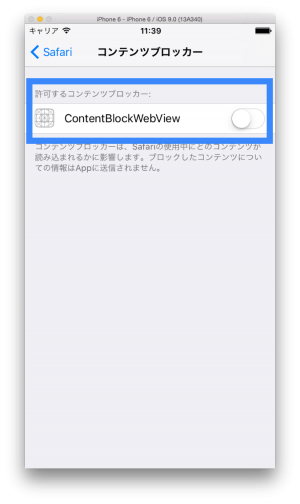 iPhone 6 - iPhone 6 / iOS 9.0 (13A340)
キャリア 11:39
Safari コンテンツブロッカー
許可するコンテンツブロッカー:
ContentBlockWebView
コンテンツブロッカーは、Safariの使用中にどのコンテンツが
読み込まれるかに影響します。ブロックしたコンテンツについ
ての情報はAppに送信されません。